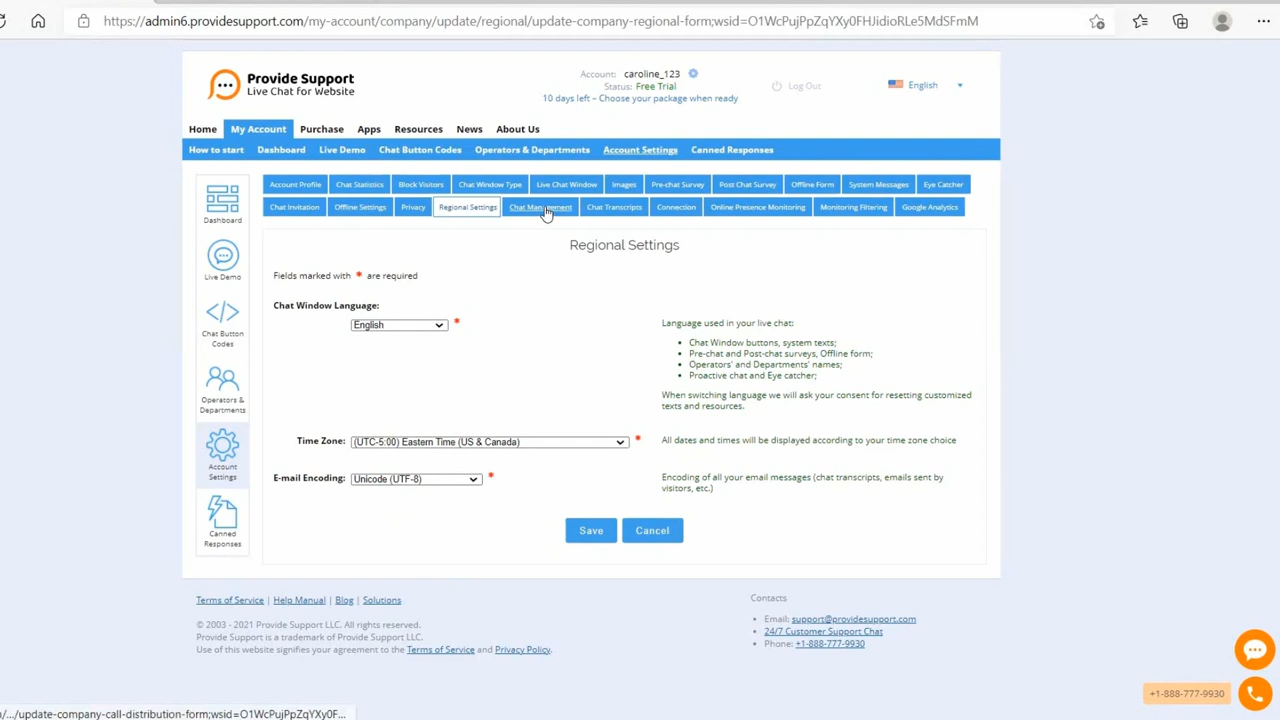 https://admin6.providesupport.com/my-account/company/update/regional/update-company-regional-form;wsid=O1WcPujpPpZqYXy0FHJidioRLe5MdSFmM
Provide Support
Live Chat for Website
Account: caroline_123
Status: Free Trial
10 days left – Choose your package when ready
Log Out
English
Home My Account Purchase Apps Resources News About Us
How to start Dashboard Live Demo Chat Button Codes Operators & Departments Account Settings Canned Responses
Account Profile Chat Statistics Block Visitors Chat Window Type Live Chat Window Images Pre-chat Survey Post Chat Survey Offline Form System Messages Eye Catcher
Chat Invitation Offline Settings Privacy Regional Settings Chat Management Chat Transcripts Connection Online Presence Monitoring Monitoring Filtering Google Analytics
Dashboard
Live Demo
Chat Button
Codes
Operators &
Departments
Account
Settings
Canned
Responses
Regional Settings
Fields marked with * are required
Chat Window Language:
English *
Language used in your live chat:
• Chat Window buttons, system texts;
• Pre-chat and Post-chat surveys, Offline form;
• Operators' and Departments' names;
• Proactive chat and Eye catcher;
When switching language we will ask your consent for resetting customized
texts and resources.
Time Zone: (UTC-5:00) Eastern Time (US & Canada) *
All dates and times will be displayed according to your time zone choice
E-mail Encoding: Unicode (UTF-8) *
Encoding of all your email messages (chat transcripts, emails sent by
visitors, etc.)
Save Cancel
Terms of Service | Help Manual | Blog | Solutions
© 2003 - 2021 Provide Support LLC. All rights reserved.
Provide Support is a trademark of Provide Support LLC.
Use of this website signifies your agreement to the Terms of Service and Privacy Policy.
Contacts
• Email: support@providesupport.com
• 24/7 Customer Support Chat
• Phone: +1-888-777-9930
+1-888-777-9930
n/.../update-company-call-distribution-form;wsid=O1WcPujPpZqYXy0F...